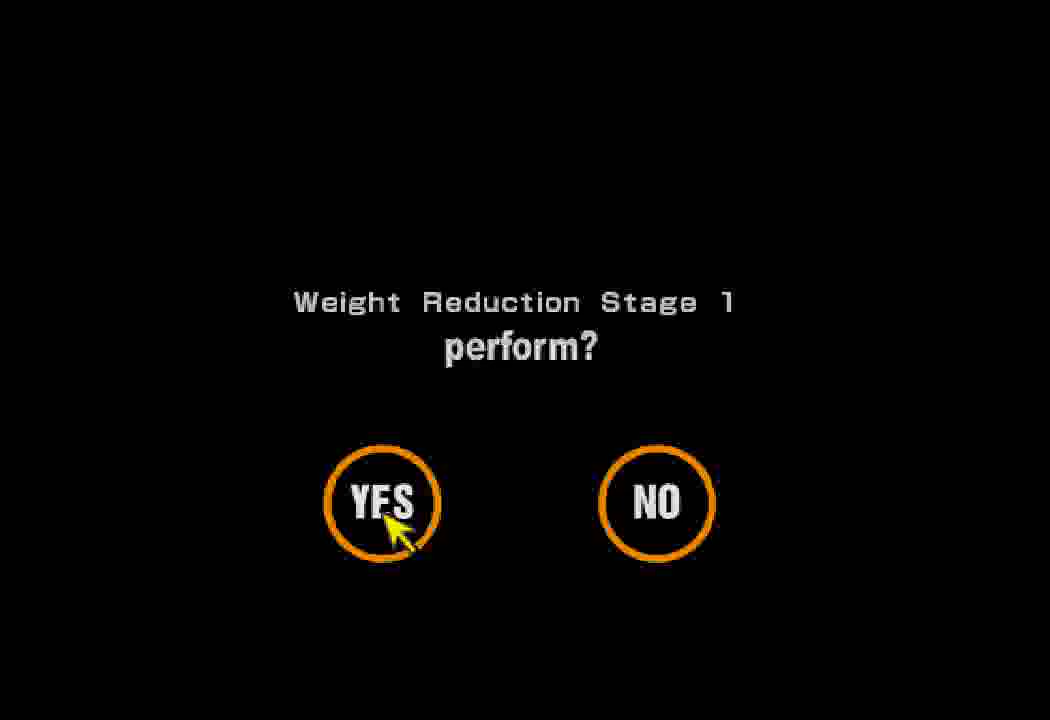 Weight Reduction Stage 1
perform?
YES
NO